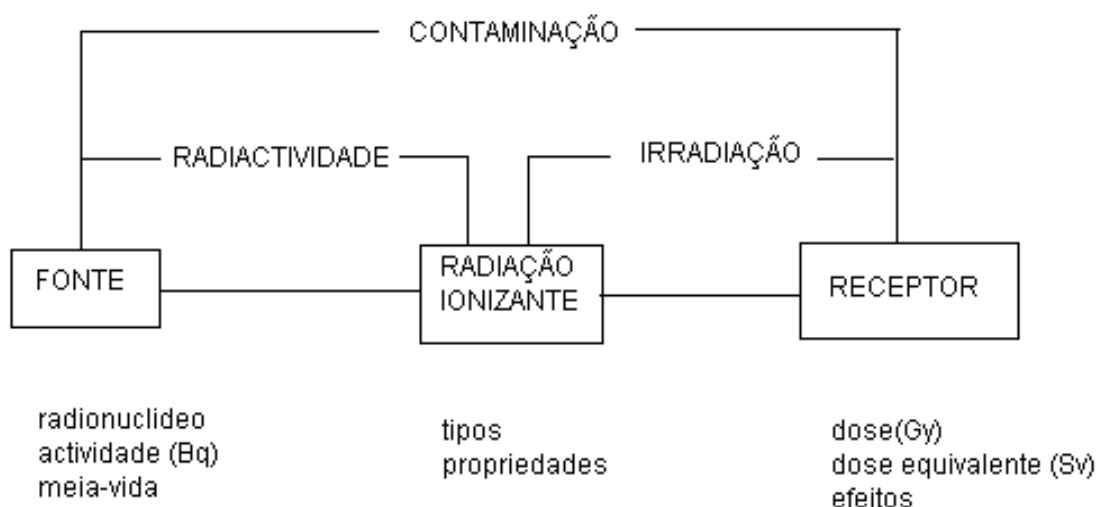 CONTAMINAÇÃO
RADIACTIVIDADE
IRRADIAÇÃO
FONTE
RADIAÇÃO
IONIZANTE
RECEPTOR
radionuclideo
actividade (Bq)
meia-vida
tipos
propriedades
dose(Gy)
dose equivalente (Sv)
efeitos